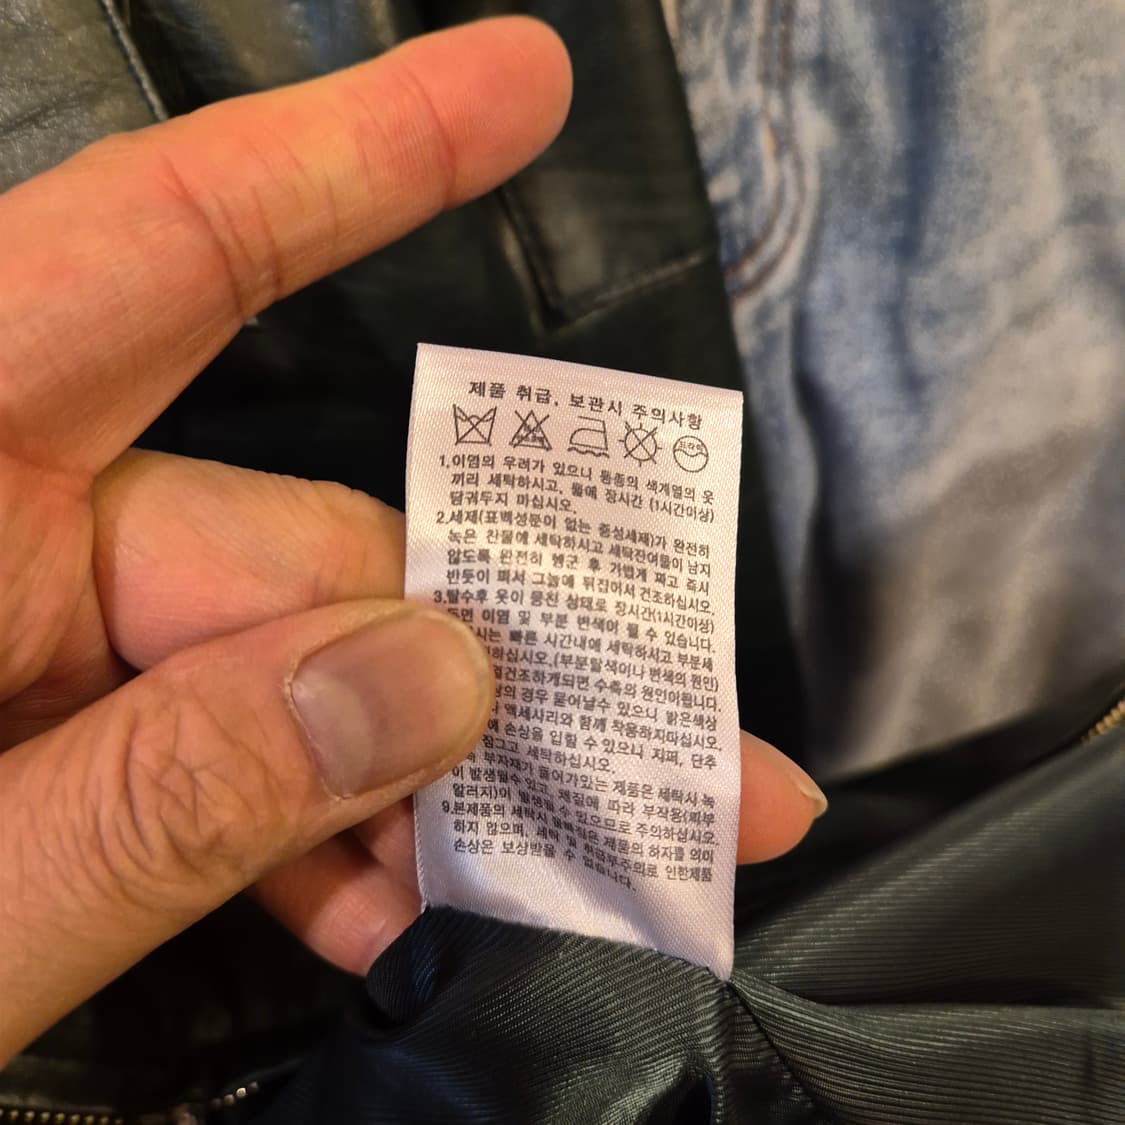 제품 취급, 보관시 주의사항
드라이
1.이염의 우려가 있으니 동종의 색계열의 옷
끼리 세탁하시고, 물에 장시간 (1시간이상)
담궈두지 마십시오.
2.세제(표백성분이 없는 중성세제)가 완전히
녹은 찬물에 세탁하시고 세탁잔여물이 남지
않도록 완전히 헹군 후 가볍게 짜고 즉시
반듯이 펴서 그늘에 뒤집어서 건조하십시오.
3.탈수후 옷이 뭉친 상태로 장시간(1시간이상)
두면 이염 및 부분 변색이 될 수 있습니다.
시는 빠른 시간내에 세탁하시고 부분세
하십시오.(부분탈색이나 변색의 원인)
건조하게되면 수축의 원인이됩니다.
경우 묻어날수 있으니 밝은색상
액세사리와 함께 착용하지마십시오.
에 손상을 입힐 수 있으니 지퍼, 단추
잠그고 세탁하십시오.
부자재가 들어가있는 제품은 세탁시 녹
이 발생될수 있고, 체질에 따라 부작용(피부
알러지)이 발생될 수 있으므로 주의하십시오.
9.본제품의 세탁시 물빠짐은 제품의 하자를 의미
하지 않으며, 세탁 및 취급부주의로 인한제품
손상은 보상받을 수 없습니다.